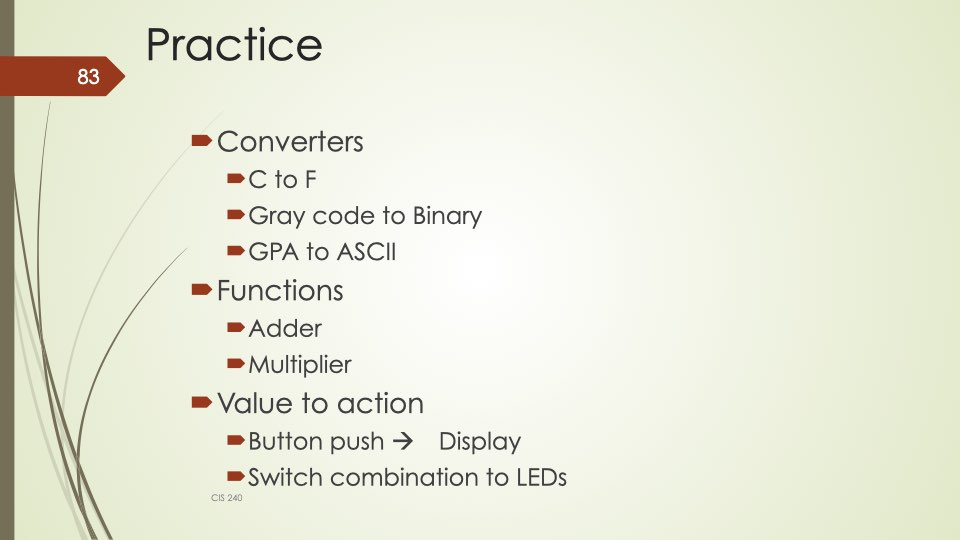 Practice
83
Converters
C to F
Gray code to Binary
GPA to ASCII
Functions
Adder
Multiplier
Value to action
Button push → Display
Switch combination to LEDs
CIS 240